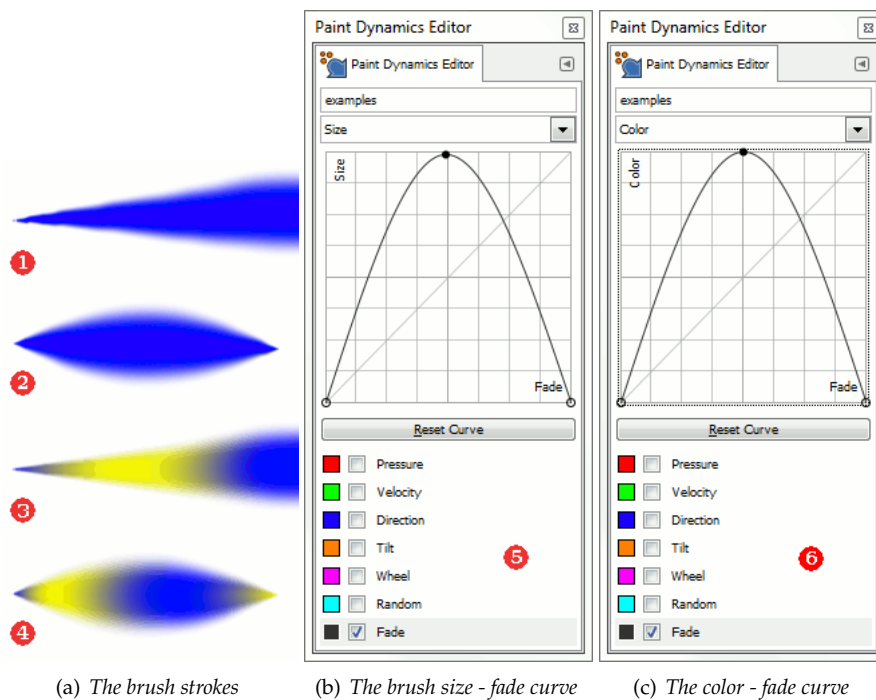 1
2
3
4
(a) The brush strokes
Paint Dynamics Editor
Paint Dynamics Editor
examples
Size
Size
Fade
Reset Curve
Pressure
Velocity
Direction
Tilt
Wheel
Random
Fade
5
(b) The brush size - fade curve
Paint Dynamics Editor
Paint Dynamics Editor
examples
Color
Color
Fade
Reset Curve
Pressure
Velocity
Direction
Tilt
Wheel
Random
Fade
6
(c) The color - fade curve